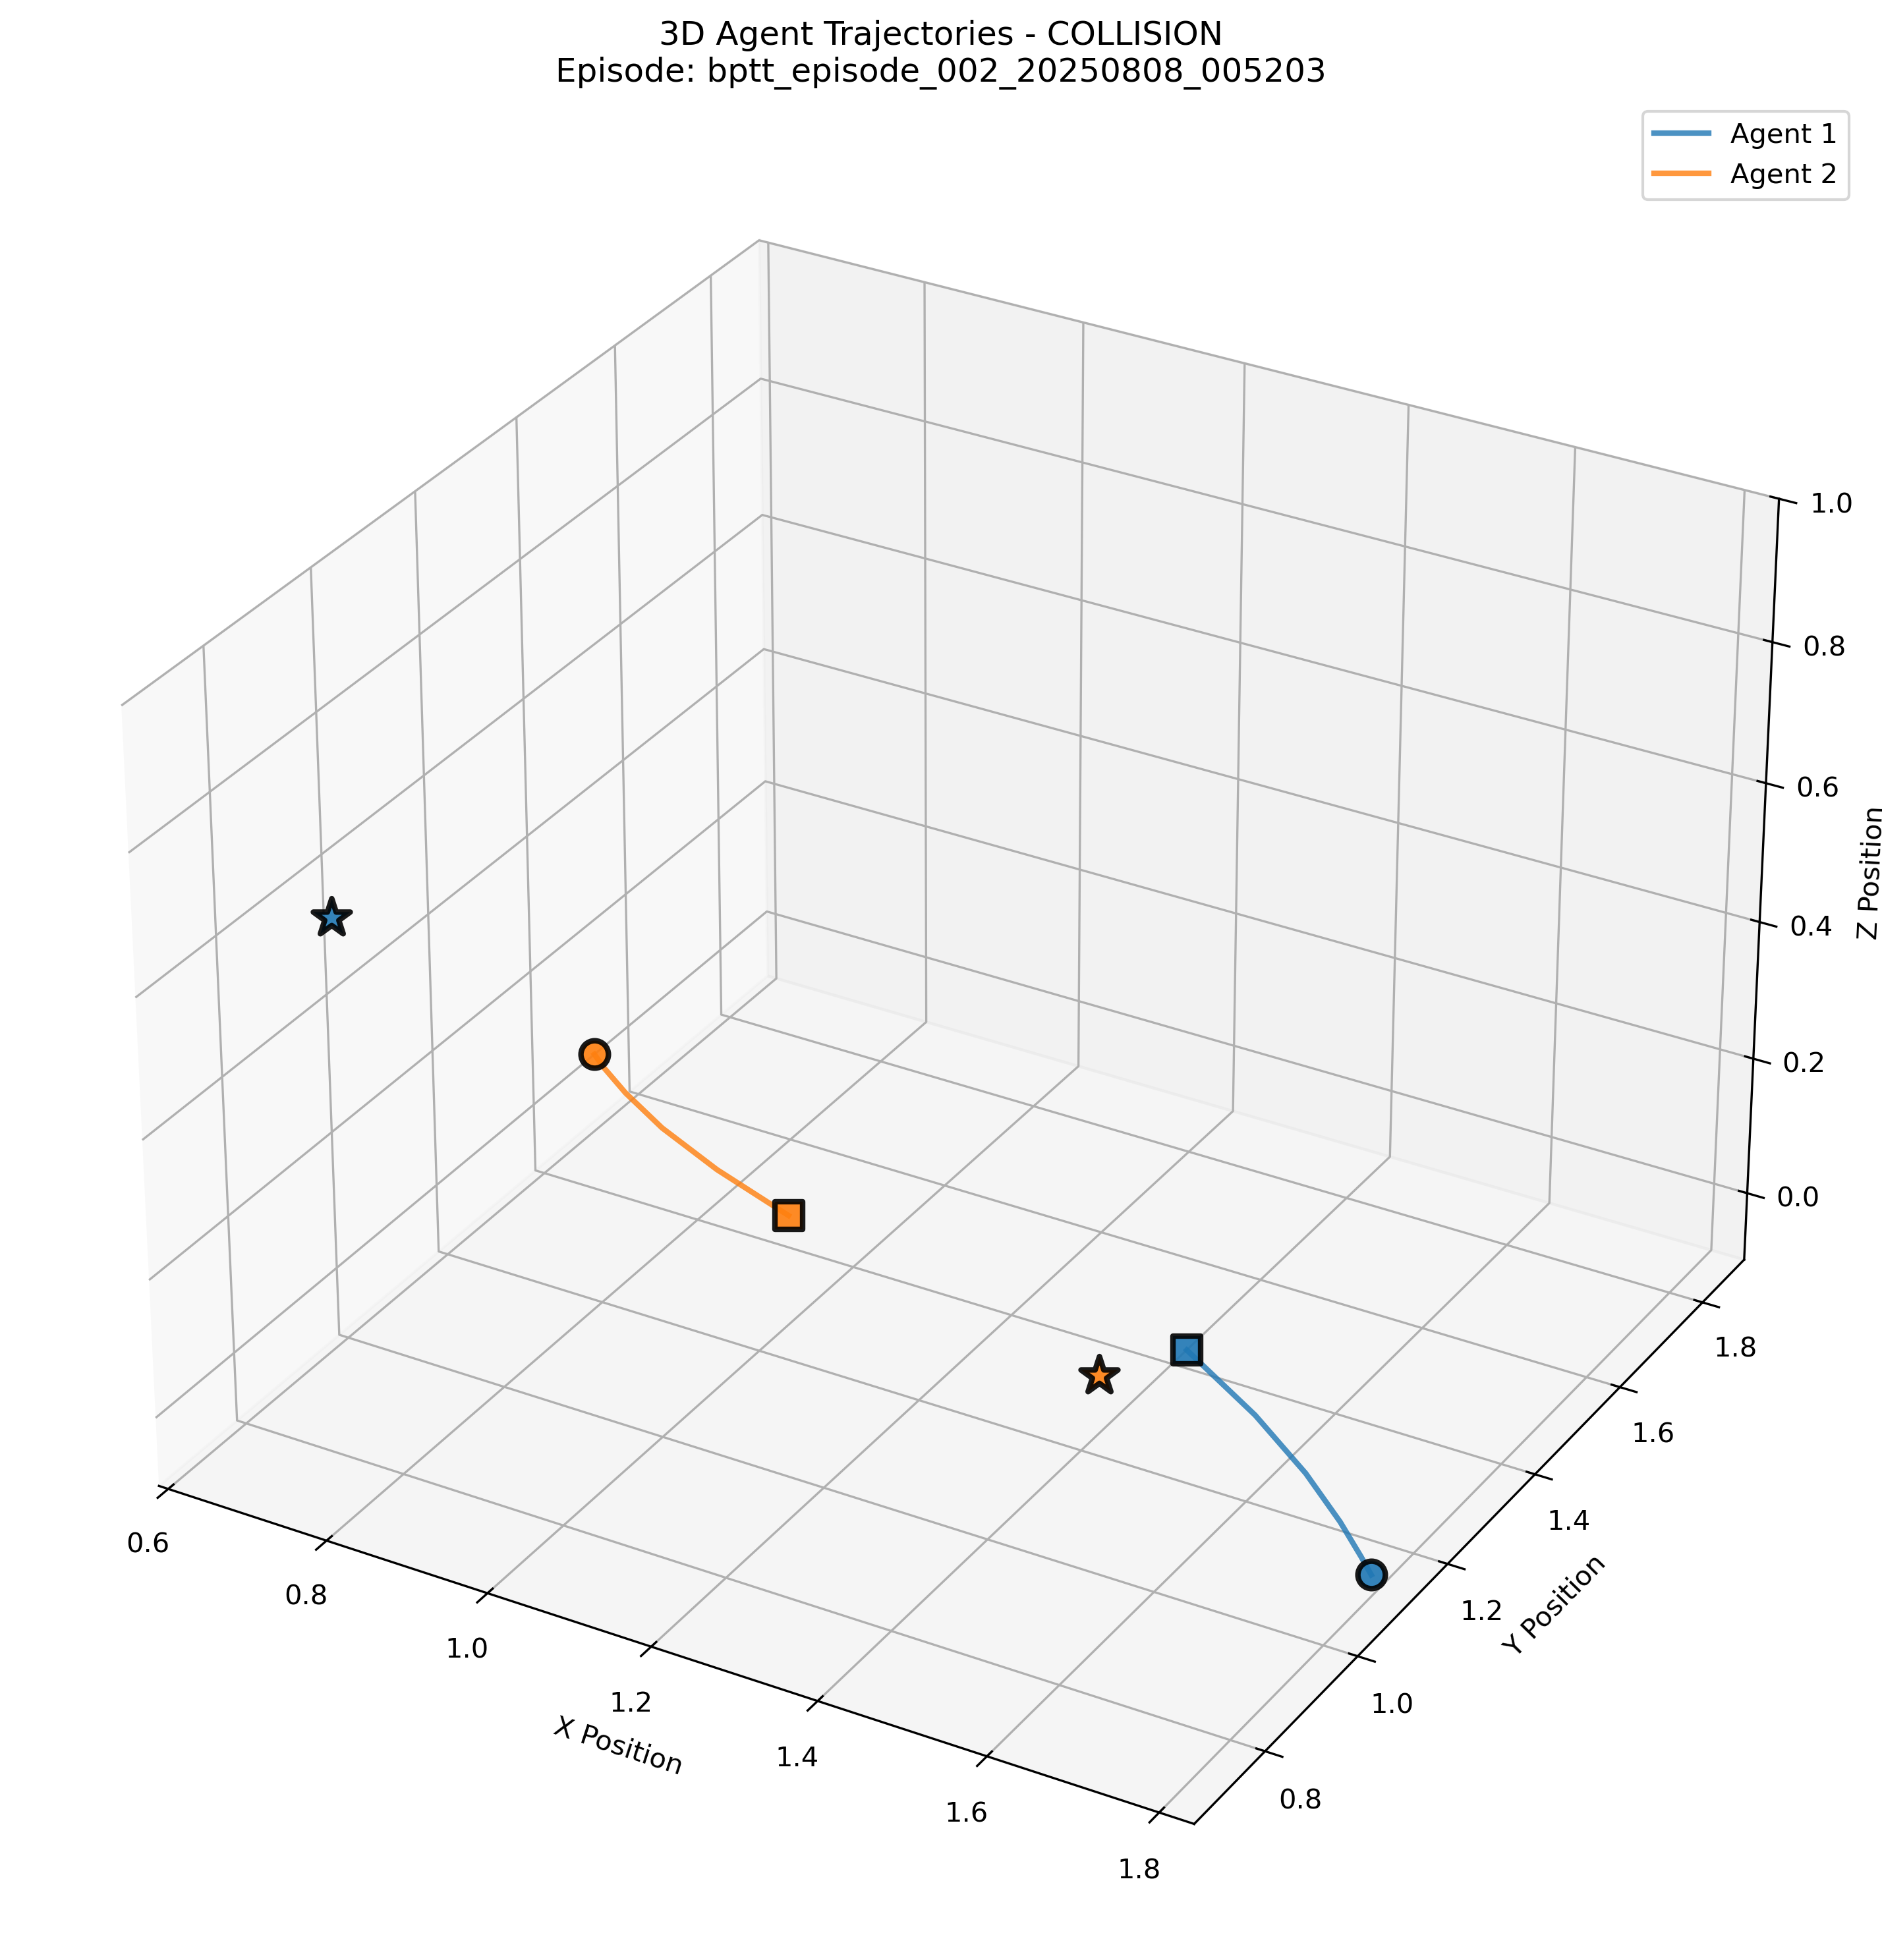 3D Agent Trajectories - COLLISION
Episode: bptt_episode_002_20250808_005203
Agent 1
Agent 2
1.0
0.8
0.6
0.4
0.2
0.0
Z Position
1.8
1.6
1.4
1.2
1.0
0.8
Y Position
0.6
0.8
1.0
1.2
1.4
1.6
1.8
X Position